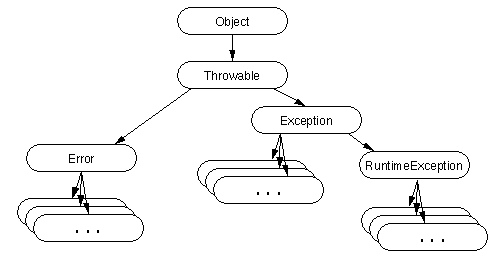 Object
Throwable
Exception
Error
RuntimeException
. . .
. . .
. . .